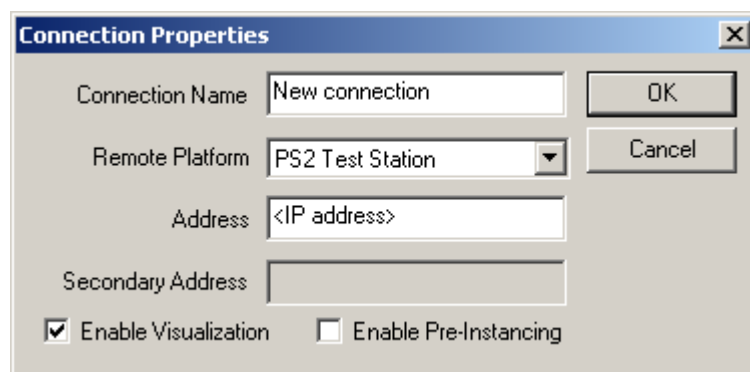 Connection Properties
Connection Name New connection OK
Remote Platform PS2 Test Station Cancel
Address <IP address>
Secondary Address
Enable Visualization Enable Pre-Instancing